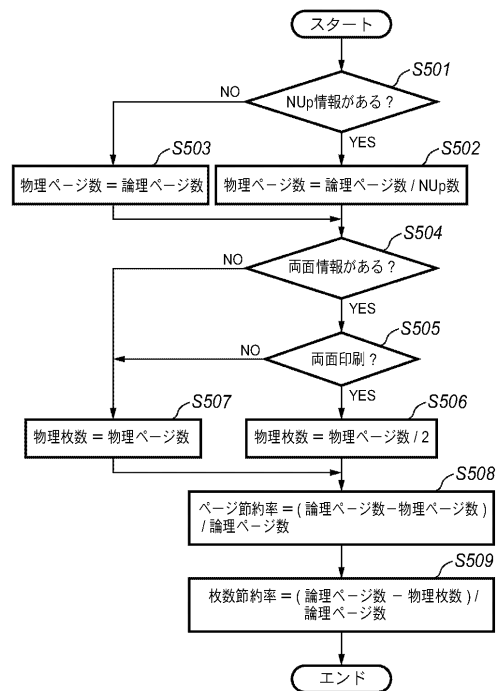 スタート
S501
NUp情報がある?
NO
YES
S503
S502
物理ページ数 = 論理ページ数
物理ページ数 = 論理ページ数 / NUp数
S504
両面情報がある?
NO
YES
S505
両面印刷?
NO
YES
S507
S506
物理枚数 = 物理ページ数
物理枚数 = 物理ページ数 / 2
S508
ページ節約率 = ( 論理ページ数−物理ページ数 )
/ 論理ページ数
S509
枚数節約率 = ( 論理ページ数 − 物理枚数 ) /
論理ページ数
エンド